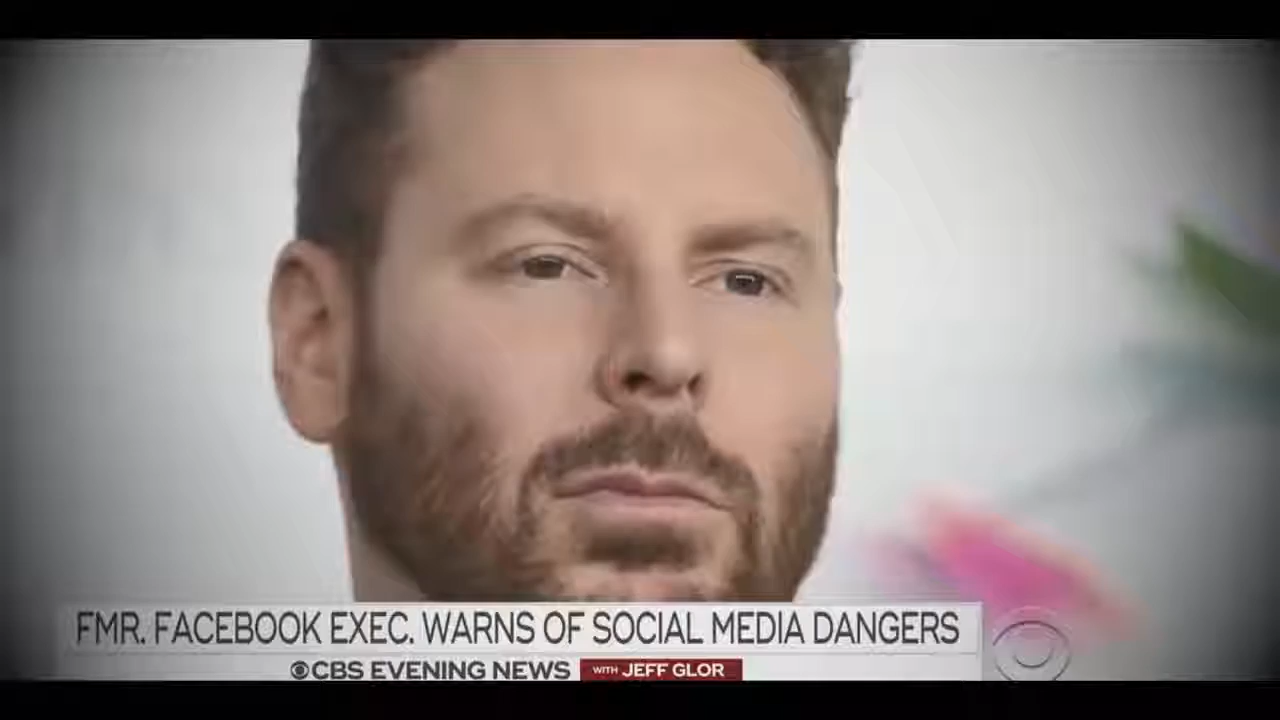 FMR. FACEBOOK EXEC. WARNS OF SOCIAL MEDIA DANGERS
CBS EVENING NEWS WITH JEFF GLOR